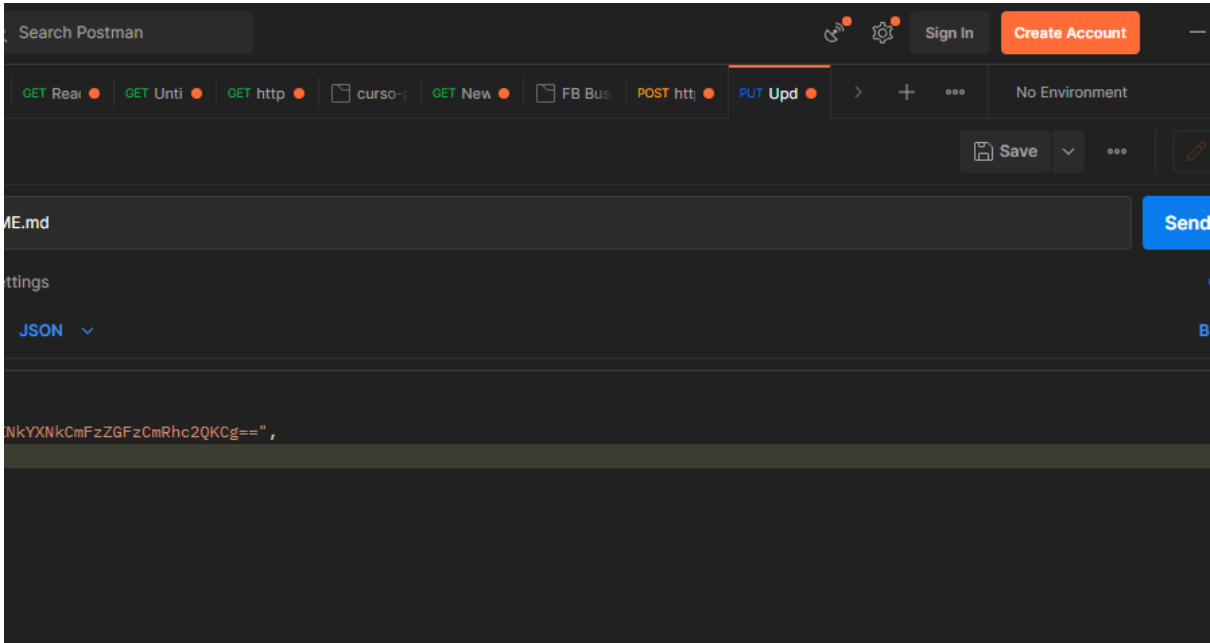 Search Postman Sign In Create Account
GET Rea GET Unti GET http curso- GET New FB Bus POST htt PUT Upd No Environment
Save
ME.md Send
ettings
JSON B
NkYXNkCmFzZGFzCmRhc2QKCg==",